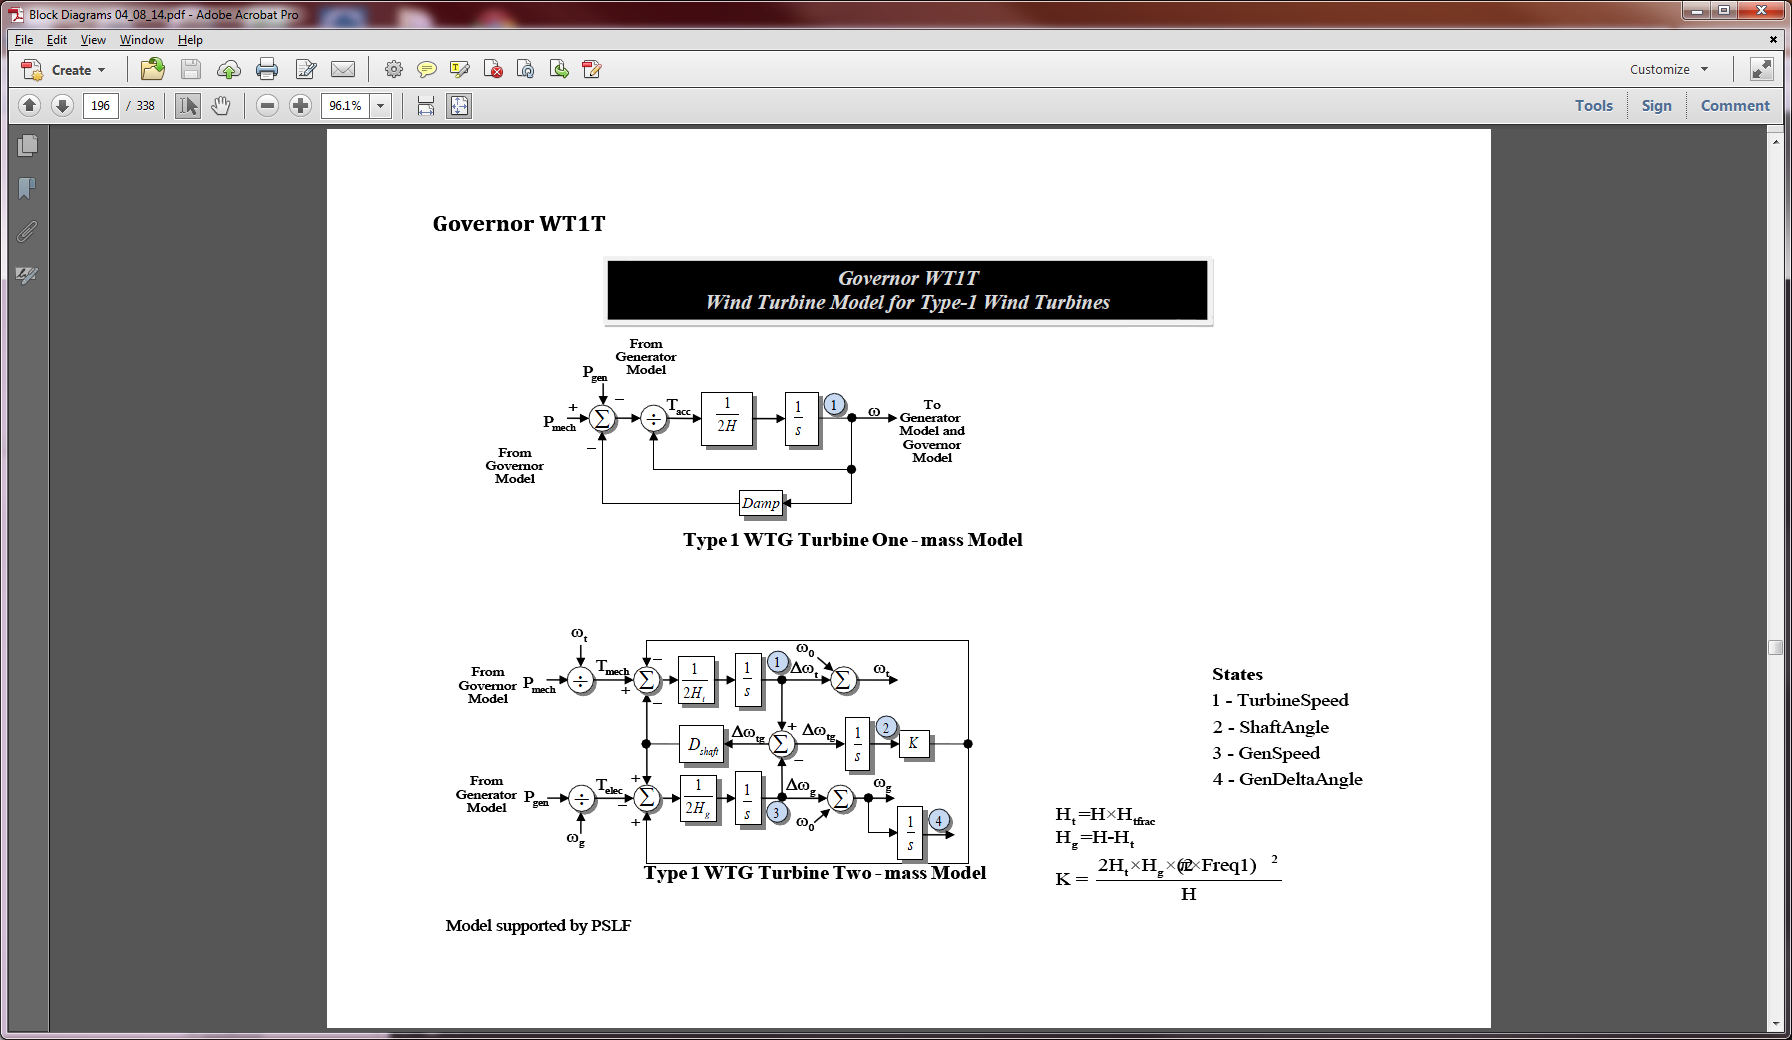 Block Diagrams 04_08_14.pdf - Adobe Acrobat Pro
File Edit View Window Help
Create
Customize
196 / 338
96.1%
Tools Sign Comment
Governor WT1T
Governor WT1T
Wind Turbine Model for Type-1 Wind Turbines
From
Generator
Model
Pgen
Pmech
+
−
−
From
Governor
Model
Σ
÷
Tacc
1
2H
1
s
1
ω
To
Generator
Model and
Governor
Model
Damp
Type 1 WTG Turbine One - mass Model
ωt
From
Governor
Model
Pmech
÷
Tmech
+
−
−
Σ
1
2Ht
1
s
1
Δωt
ω0
Σ
ωt
Dshaft
Δωtg
Σ
+
−
Δωtg
1
s
2
K
From
Generator
Model
Pgen
÷
ωg
Telec
+
−
+
Σ
1
2Hg
1
s
3
Δωg
ω0
Σ
ωg
1
s
4
Type 1 WTG Turbine Two - mass Model
States
1 - TurbineSpeed
2 - ShaftAngle
3 - GenSpeed
4 - GenDeltaAngle
Ht=H×Htfrac
Hg=H-Ht
K = 2Ht×Hg×(2π×Freq1)2
H
Model supported by PSLF